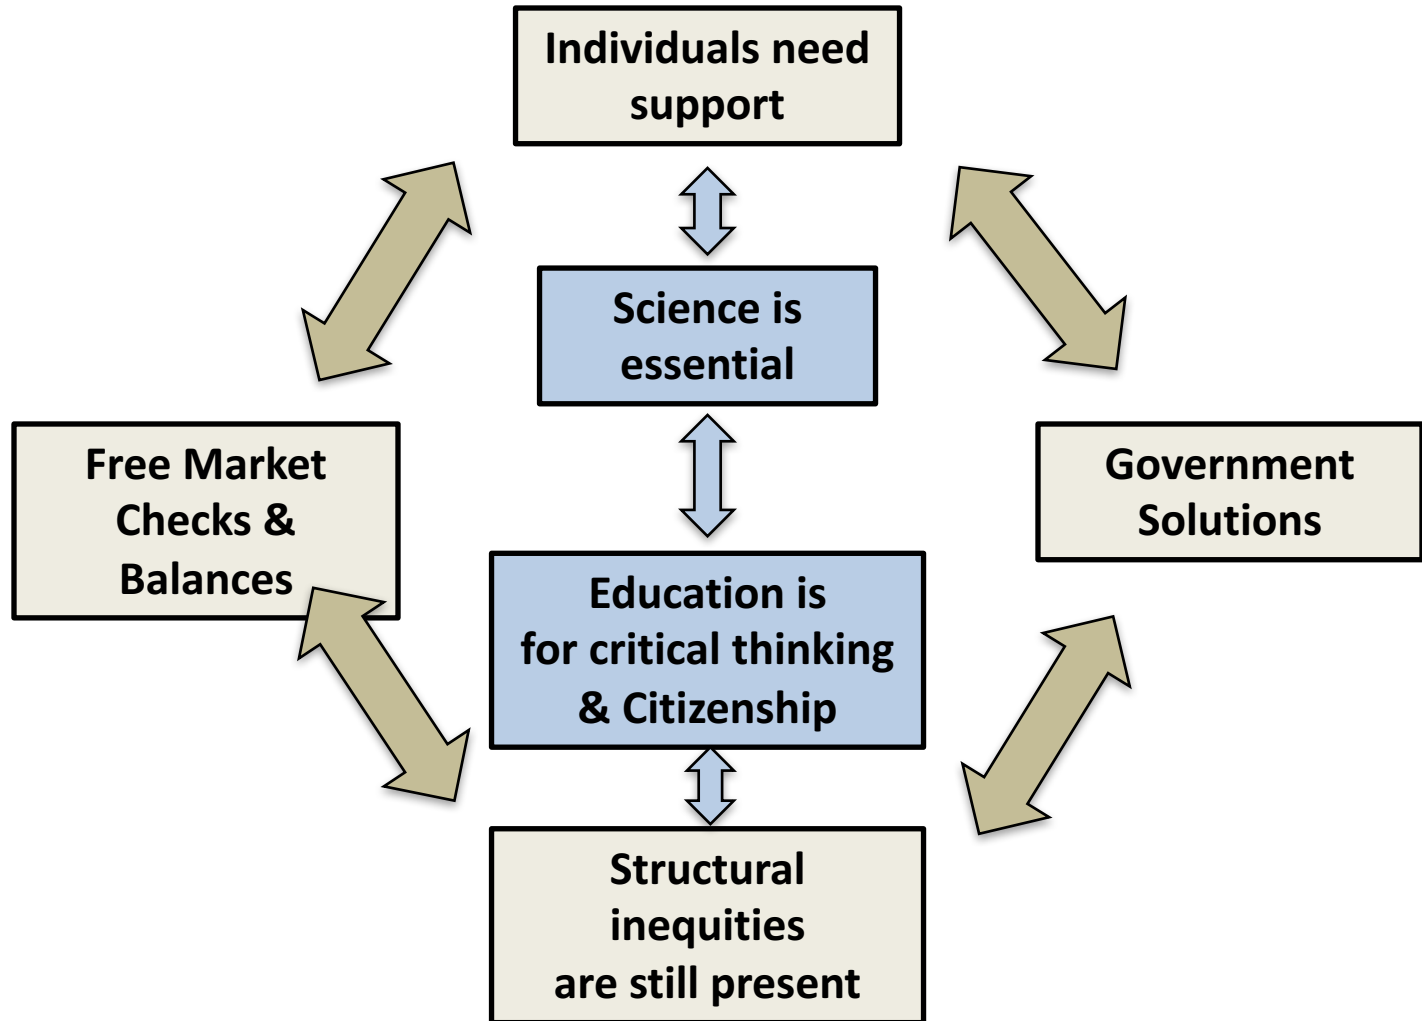 Individuals need
support
Science is
essential
Free Market
Checks &
Balances
Government
Solutions
Education is
for critical thinking
& Citizenship
Structural
inequities
are still present